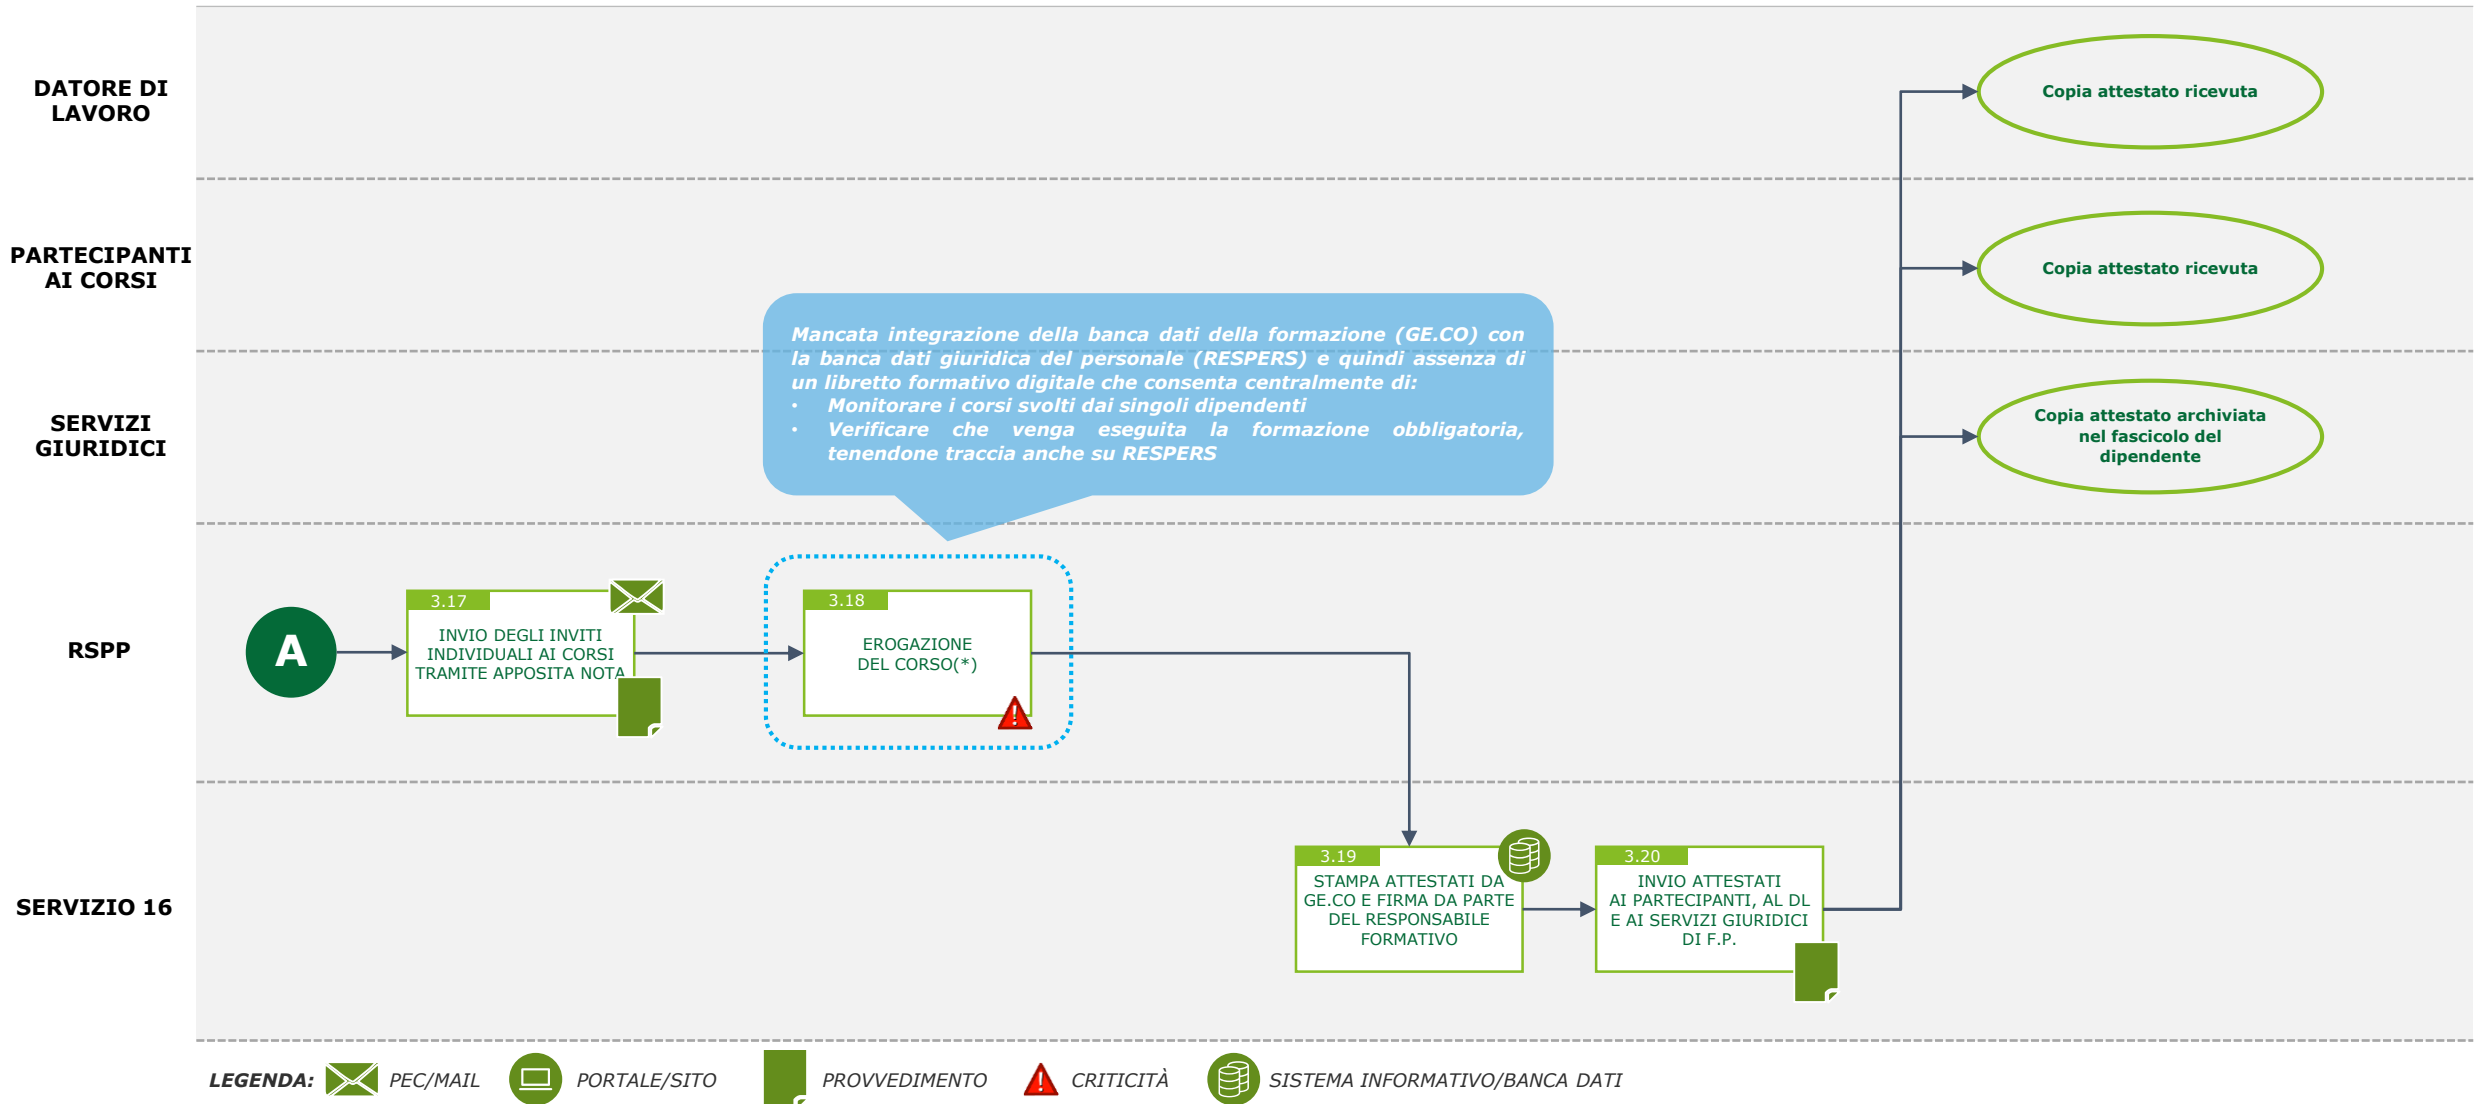 DATORE DI
LAVORO
Copia attestato ricevuta
PARTECIPANTI
AI CORSI
Copia attestato ricevuta
Mancata integrazione della banca dati della formazione (GE.CO) con
la banca dati giuridica del personale (RESPERS) e quindi assenza di
un libretto formativo digitale che consenta centralmente di:
• Monitorare i corsi svolti dai singoli dipendenti
• Verificare che venga eseguita la formazione obbligatoria,
tenendone traccia anche su RESPERS
SERVIZI
GIURIDICI
Copia attestato archiviata
nel fascicolo del
dipendente
RSPP
A
3.17
INVIO DEGLI INVITI
INDIVIDUALI AI CORSI
TRAMITE APPOSITA NOTA
3.18
EROGAZIONE
DEL CORSO(*)
SERVIZIO 16
3.19
STAMPA ATTESTATI DA
GE.CO E FIRMA DA PARTE
DEL RESPONSABILE
FORMATIVO
3.20
INVIO ATTESTATI
AI PARTECIPANTI, AL DL
E AI SERVIZI GIURIDICI
DI F.P.
LEGENDA: PEC/MAIL PORTALE/SITO PROVVEDIMENTO CRITICITÀ SISTEMA INFORMATIVO/BANCA DATI